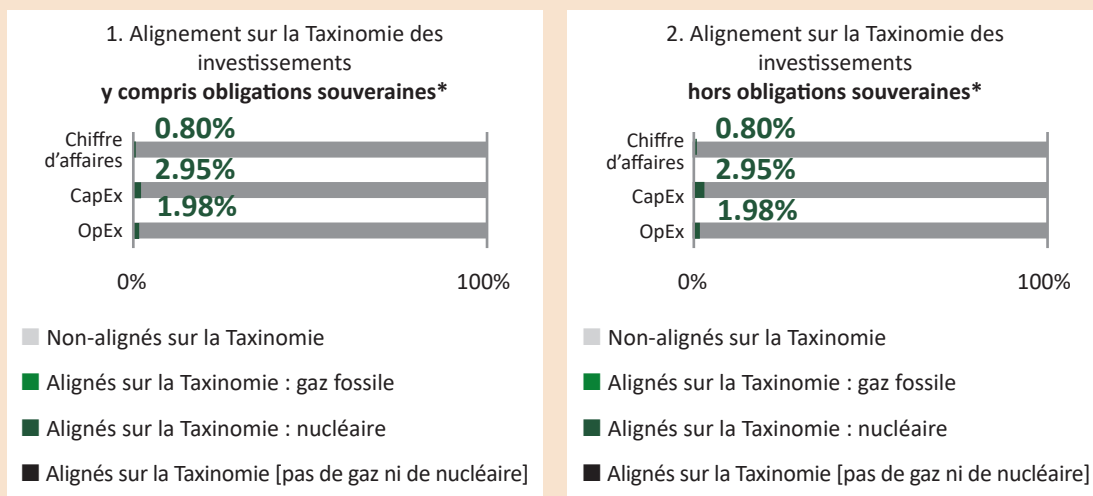 1. Alignement sur la Taxinomie des
investissements
y compris obligations souveraines*
Chiffre
d'affaires
0.80%
CapEx
2.95%
OpEx
1.98%
0%
100%
Non-alignés sur la Taxinomie
Alignés sur la Taxinomie : gaz fossile
Alignés sur la Taxinomie : nucléaire
Alignés sur la Taxinomie [pas de gaz ni de nucléaire]
2. Alignement sur la Taxinomie des
investissements
hors obligations souveraines*
Chiffre
d'affaires
0.80%
CapEx
2.95%
OpEx
1.98%
0%
100%
Non-alignés sur la Taxinomie
Alignés sur la Taxinomie : gaz fossile
Alignés sur la Taxinomie : nucléaire
Alignés sur la Taxinomie [pas de gaz ni de nucléaire]